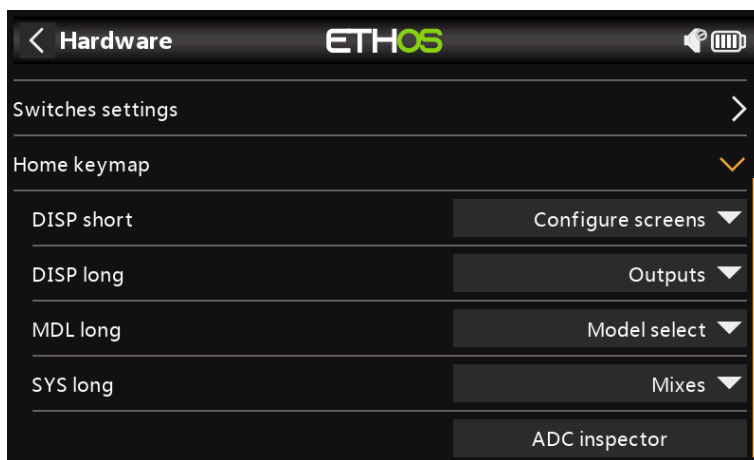 Hardware
ETHOS
Switches settings
Home keymap
DISP short
Configure screens
DISP long
Outputs
MDL long
Model select
SYS long
Mixes
ADC inspector